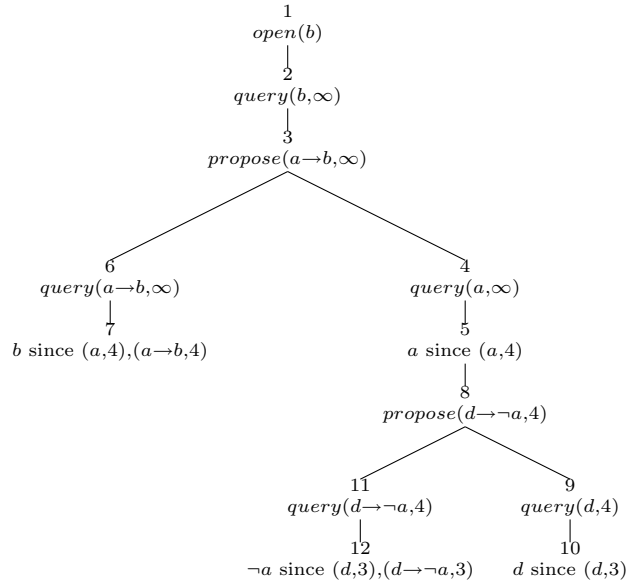 1
open(b)
2
query(b,∞)
3
propose(a→b,∞)
6
query(a→b,∞)
7
b since (a,4),(a→b,4)
4
query(a,∞)
5
a since (a,4)
8
propose(d→¬a,4)
11
query(d→¬a,4)
12
¬a since (d,3),(d→¬a,3)
9
query(d,4)
10
d since (d,3)